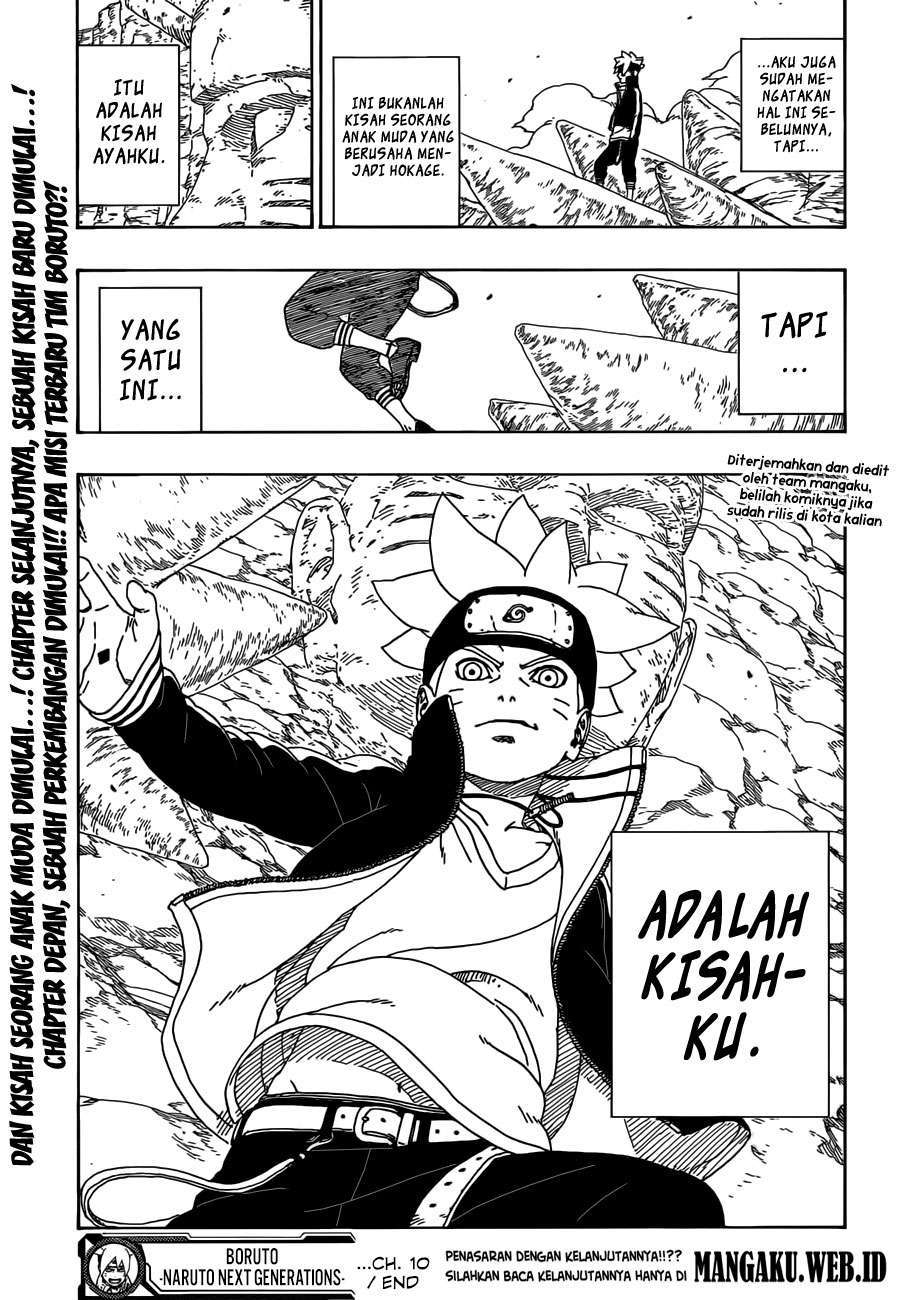 ...AKU JUGA
SUDAH ME-
NGATAKAN
HAL INI SE-
BELUMNYA,
TAPI...
INI BUKANLAH
KISAH SEORANG
ANAK MUDA YANG
BERUSAHA MEN-
JADI HOKAGE.
ITU
ADALAH
KISAH
AYAHKU.
TAPI
...
YANG
SATU
INI...
Diterjemahkan dan diedit
oleh team mangaku,
belilah komiknya jika
sudah rilis di kota kalian
ADALAH
KISAH-
KU.
DAN KISAH SEORANG ANAK MUDA DIMULAI...! CHAPTER SELANJUTNYA, SEBUAH KISAH BARU DIMULAI...!
CHAPTER DEPAN, SEBUAH PERKEMBANGAN DIMULAI!! APA MISI TERBARU TIM BORUTO?!
BORUTO
-NARUTO NEXT GENERATIONS-
...CH. 10
/ END
PENASARAN DENGAN KELANJUTANNYA!!??
SILAHKAN BACA KELANJUTANNYA HANYA DI
MANGAKU.WEB.ID